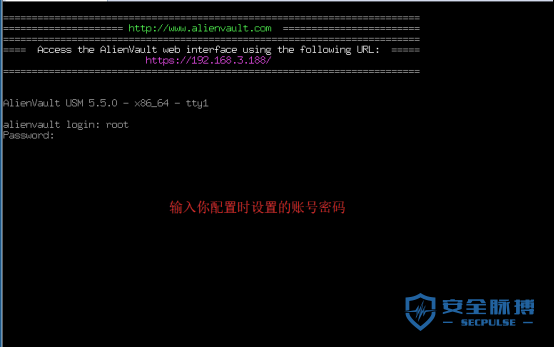 ==========================================================================
===================== http://www.alienvault.com ========================
==========================================================================
==== Access the AlienVault web interface using the following URL: =====
https://192.168.3.188/
==========================================================================
AlienVault USM 5.5.0 - x86_64 - tty1
alienvault login: root
Password:
输入你配置时设置的账号密码
安全脉搏
— SECPULSE —